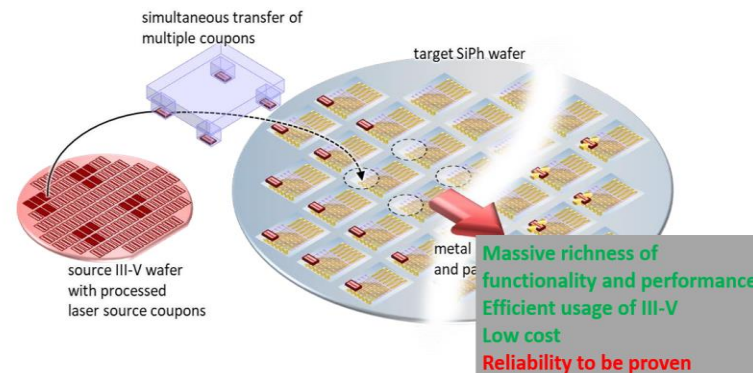 simultaneous transfer of
multiple coupons
target SiPh wafer
source III-V wafer
with processed
laser source coupons
metal
and
Massive richness of
functionality and performance
Efficient usage of III-V
Low cost
Reliability to be proven